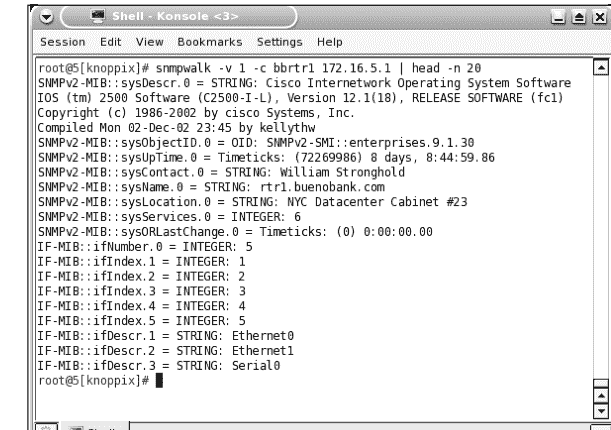 Shell - Konsole <3>
Session Edit View Bookmarks Settings Help
root@5[knoppix]# snmpwalk -v 1 -c bbrtr1 172.16.5.1 | head -n 20
SNMPv2-MIB::sysDescr.0 = STRING: Cisco Internetwork Operating System Software
IOS (tm) 2500 Software (C2500-I-L), Version 12.1(18), RELEASE SOFTWARE (fc1)
Copyright (c) 1986-2002 by cisco Systems, Inc.
Compiled Mon 02-Dec-02 23:45 by kellythw
SNMPv2-MIB::sysObjectID.0 = OID: SNMPv2-SMI::enterprises.9.1.30
SNMPv2-MIB::sysUpTime.0 = Timeticks: (72269986) 8 days, 8:44:59.86
SNMPv2-MIB::sysContact.0 = STRING: William Stronghold
SNMPv2-MIB::sysName.0 = STRING: rtr1.buenobank.com
SNMPv2-MIB::sysLocation.0 = STRING: NYC Datacenter Cabinet #23
SNMPv2-MIB::sysServices.0 = INTEGER: 6
SNMPv2-MIB::sysORLastChange.0 = Timeticks: (0) 0:00:00.00
IF-MIB::ifNumber.0 = INTEGER: 5
IF-MIB::ifIndex.1 = INTEGER: 1
IF-MIB::ifIndex.2 = INTEGER: 2
IF-MIB::ifIndex.3 = INTEGER: 3
IF-MIB::ifIndex.4 = INTEGER: 4
IF-MIB::ifIndex.5 = INTEGER: 5
IF-MIB::ifDescr.1 = STRING: Ethernet0
IF-MIB::ifDescr.2 = STRING: Ethernet1
IF-MIB::ifDescr.3 = STRING: Serial0
root@5[knoppix]#